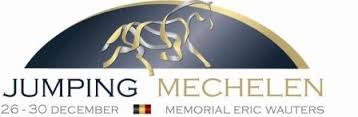 JUMPING MECHELEN
26 - 30 DECEMBER MEMORIAL ERIC WAUTERS